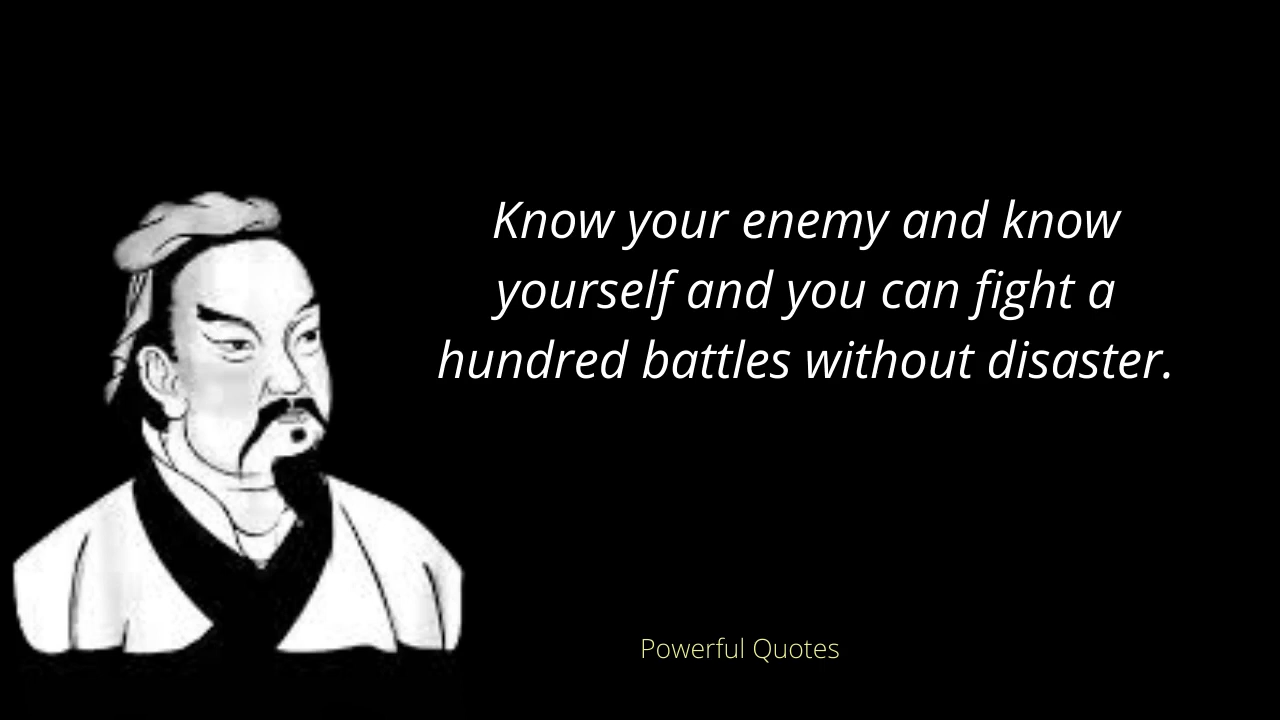 Know your enemy and know
yourself and you can fight a
hundred battles without disaster.
Powerful Quotes